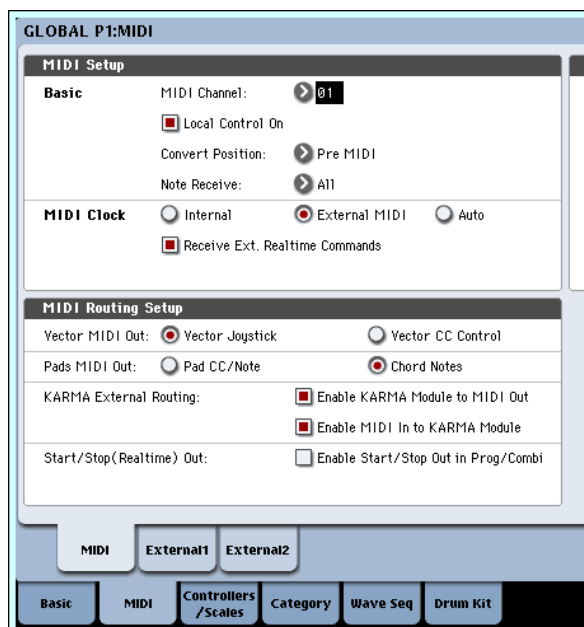 GLOBAL P1:MIDI
MIDI Setup
Basic MIDI Channel: 01
Local Control On
Convert Position: Pre MIDI
Note Receive: All
MIDI Clock Internal External MIDI Auto
Receive Ext. Realtime Commands
MIDI Routing Setup
Vector MIDI Out: Vector Joystick Vector CC Control
Pads MIDI Out: Pad CC/Note Chord Notes
KARMA External Routing: Enable KARMA Module to MIDI Out
Enable MIDI In to KARMA Module
Start/Stop(Realtime) Out: Enable Start/Stop Out in Prog/Combi
MIDI External1 External2
Basic MIDI Controllers /Scales Category Wave Seq Drum Kit